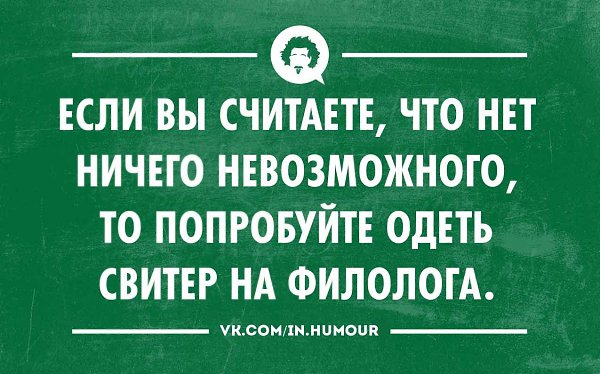 ЕСЛИ ВЫ СЧИТАЕТЕ, ЧТО НЕТ
НИЧЕГО НЕВОЗМОЖНОГО,
ТО ПОПРОБУЙТЕ ОДЕТЬ
СВИТЕР НА ФИЛОЛОГА.
VK.COM/IN.HUMOUR